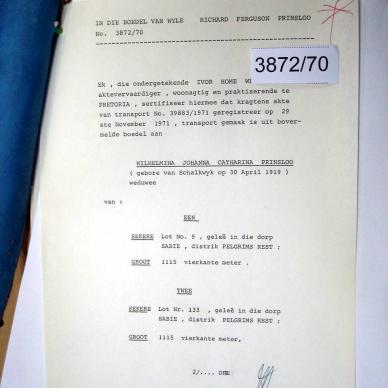 IN DIE BOEDEL VAN WYLE RICHARD FERGUSON PRINSLOO
No. 3872/70
3872/70
Ek , die ondergetekende IVOR HOME
aktevervaardiger , woonagtig en praktiserende te
PRETORIA , sertifiseer hiermee dat kragtens akte
van transport No. 39883/1971 geregistreer op 29
ste November 1971 , transport gemaak is uit bover-
melde boedel aan
WILHELMINA JOHANNA CATHARINA PRINSLOO
( gebore van Schalkwyk op 30 April 1919 )
weduwee
van :
EEN
SEKERE Lot No. 9 , geleë in die dorp
SABIE , distrik PELGRIMS REST ;
GROOT 1115 vierkante meter .
TWEE
SEKERE Lot Nr. 133 , geleë in die dorp
SABIE , distrik PELGRIMS REST ;
GROOT 1115 vierkante meter,
2/....